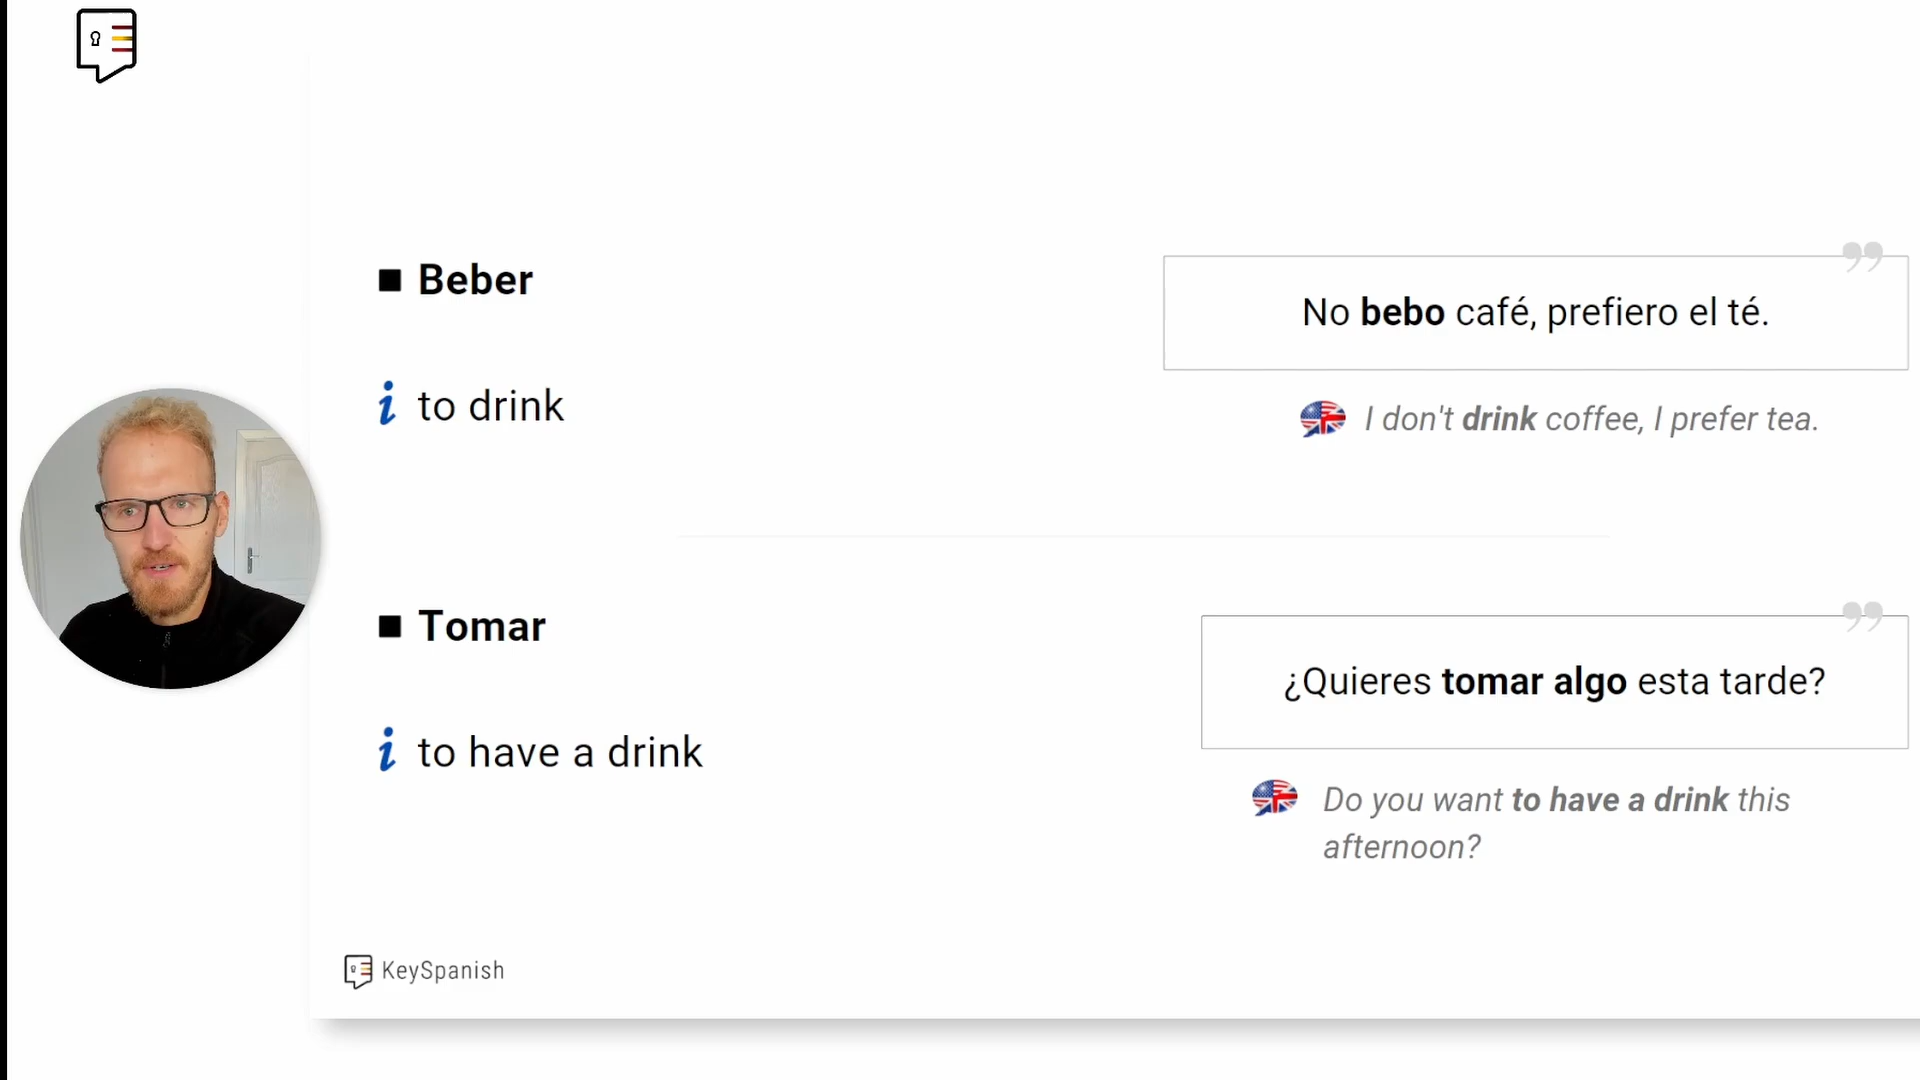 Beber
No bebo café, prefiero el té.
to drink
I don't drink coffee, I prefer tea.
Tomar
¿Quieres tomar algo esta tarde?
to have a drink
Do you want to have a drink this
afternoon?
KeySpanish